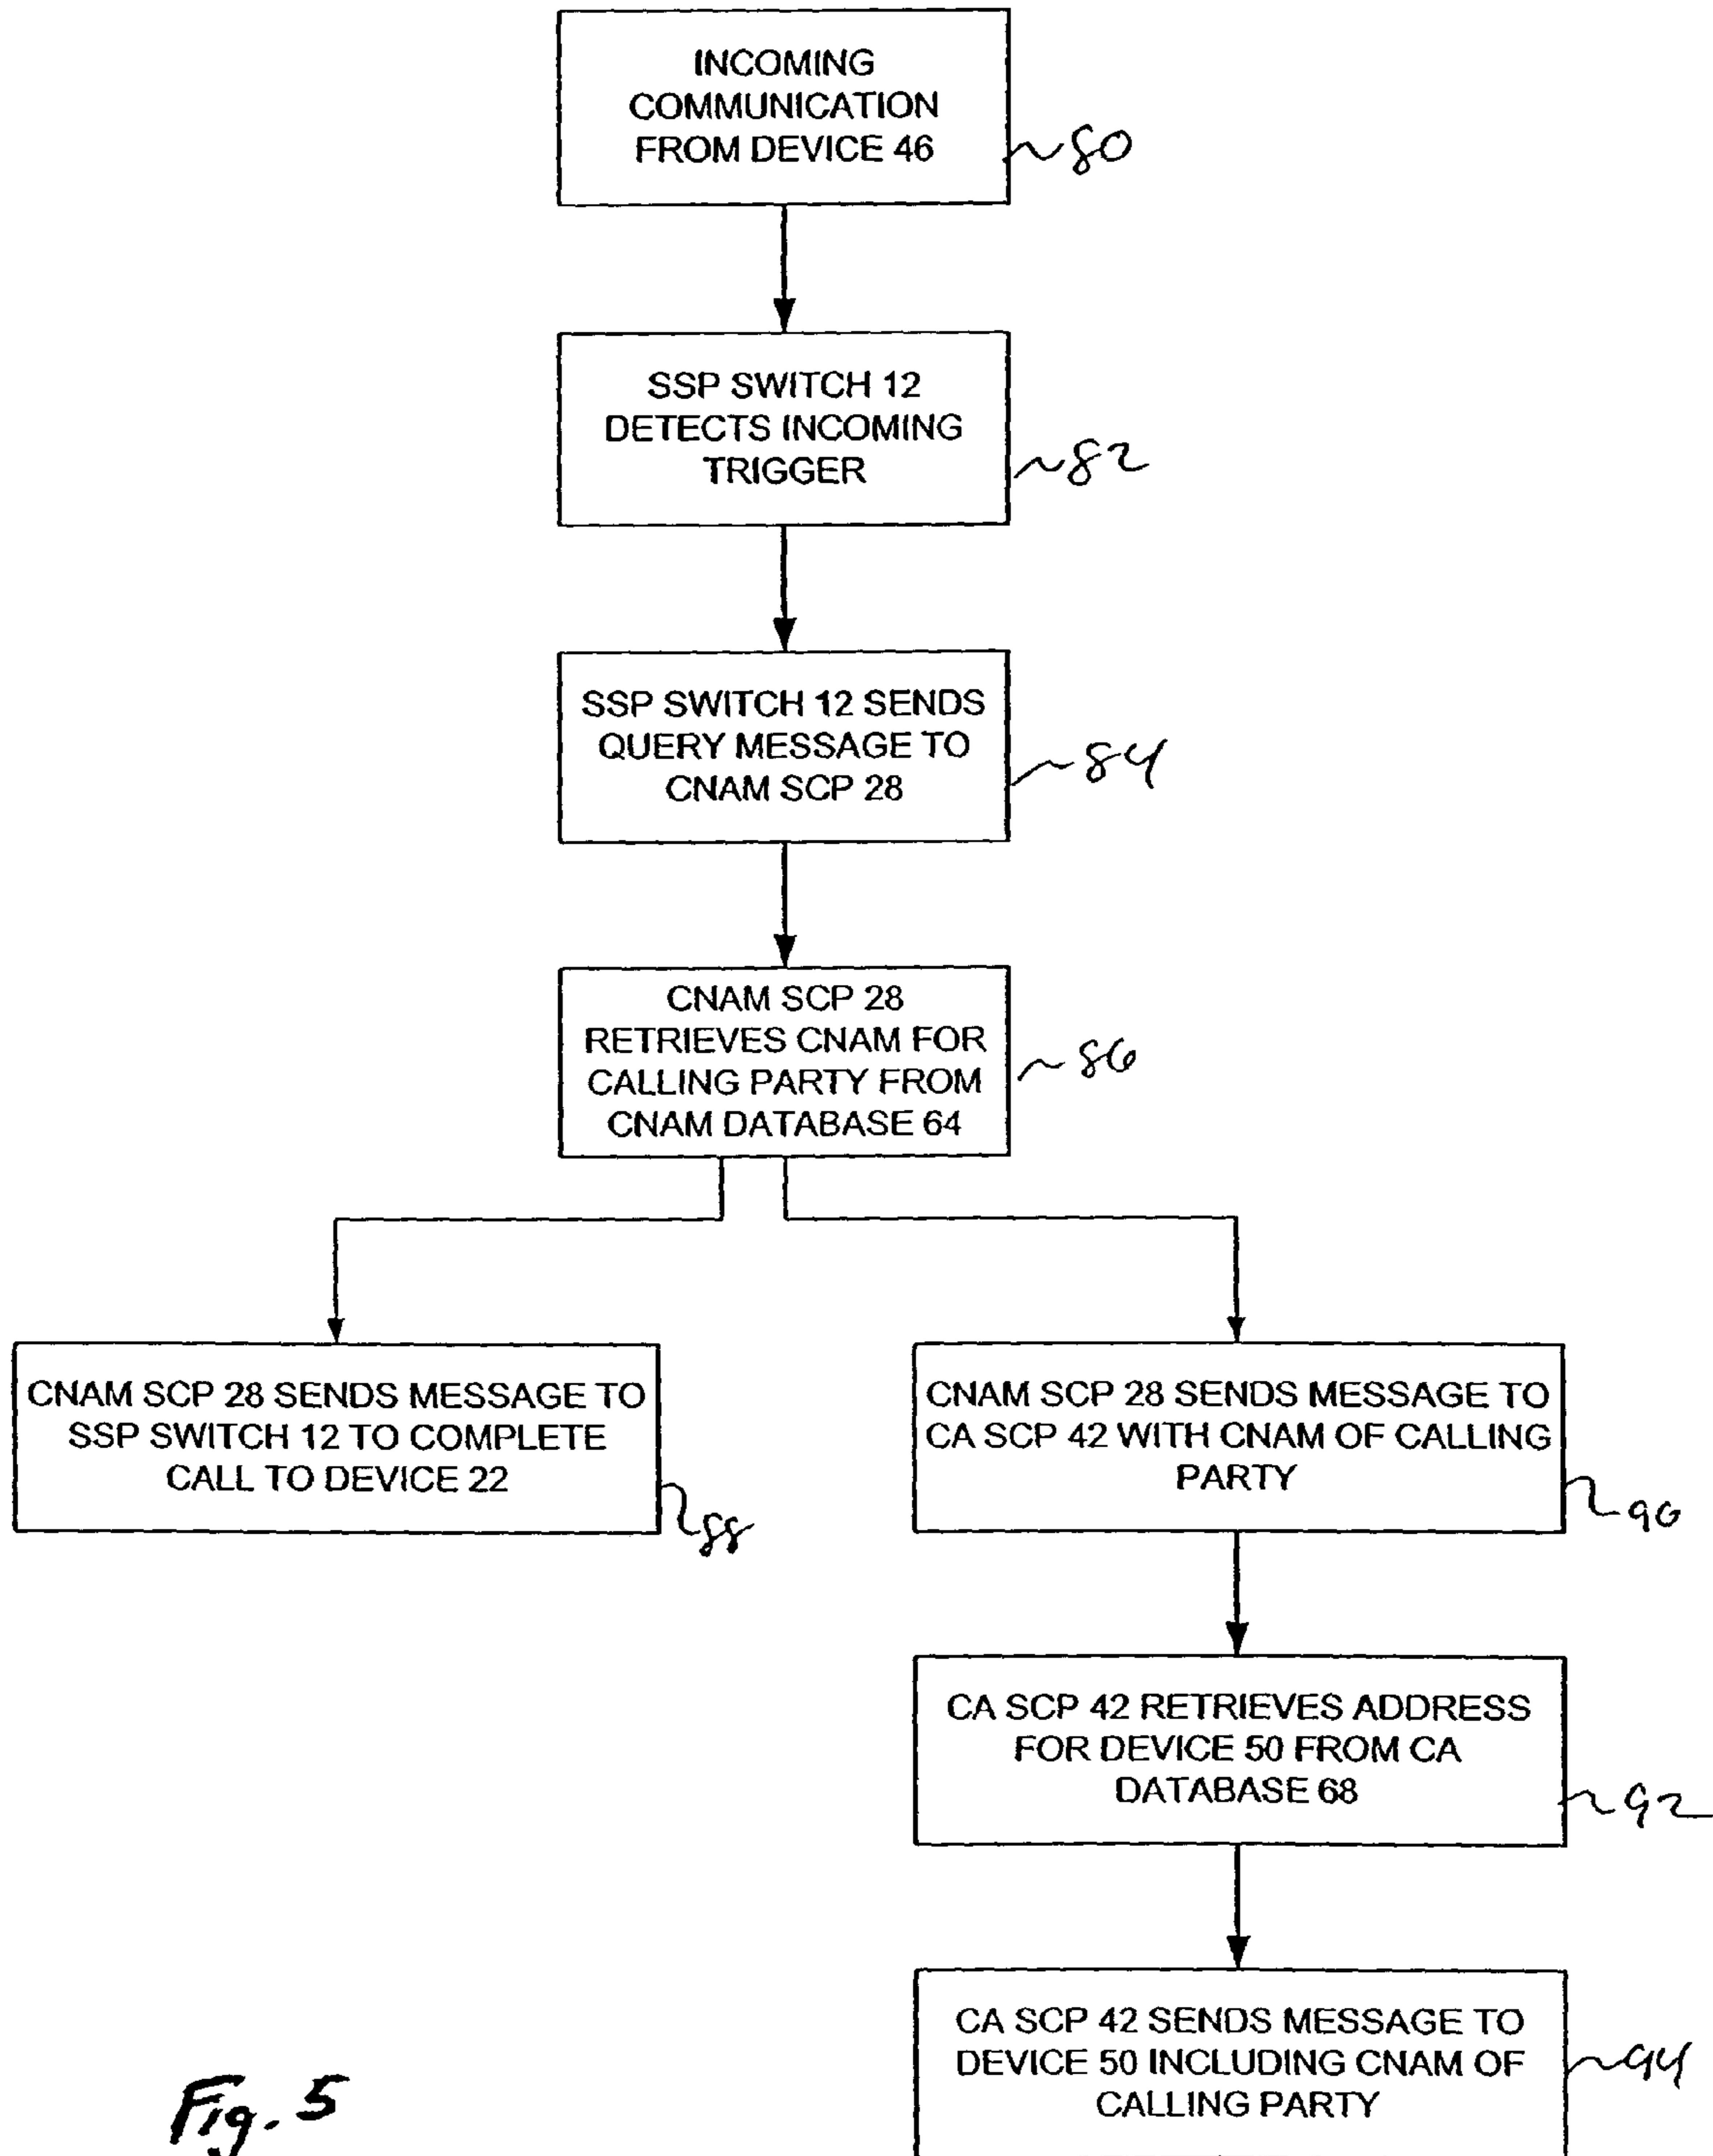 INCOMING
COMMUNICATION
FROM DEVICE 46
80
SSP SWITCH 12
DETECTS INCOMING
TRIGGER
82
SSP SWITCH 12 SENDS
QUERY MESSAGE TO
CNAM SCP 28
84
CNAM SCP 28
RETRIEVES CNAM FOR
CALLING PARTY FROM
CNAM DATABASE 64
86
CNAM SCP 28 SENDS MESSAGE TO
SSP SWITCH 12 TO COMPLETE
CALL TO DEVICE 22
88
CNAM SCP 28 SENDS MESSAGE TO
CA SCP 42 WITH CNAM OF CALLING
PARTY
90
CA SCP 42 RETRIEVES ADDRESS
FOR DEVICE 50 FROM CA
DATABASE 68
92
CA SCP 42 SENDS MESSAGE TO
DEVICE 50 INCLUDING CNAM OF
CALLING PARTY
94
Fig. 5